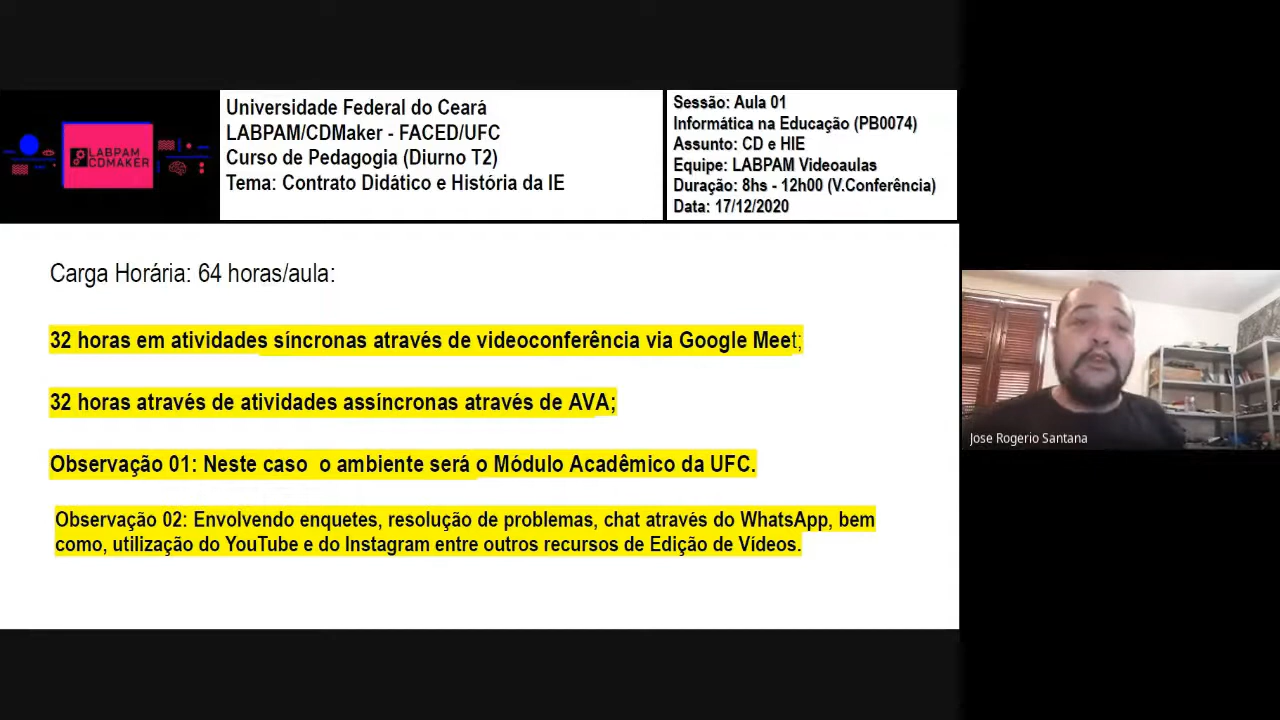 LABPAM
CDMAKER
Universidade Federal do Ceará
LABPAM/CDMaker - FACED/UFC
Curso de Pedagogia (Diurno T2)
Tema: Contrato Didático e História da IE
Sessão: Aula 01
Informática na Educação (PB0074)
Assunto: CD e HIE
Equipe: LABPAM Videoaulas
Duração: 8hs - 12h00 (V.Conferência)
Data: 17/12/2020
Carga Horária: 64 horas/aula:
32 horas em atividades síncronas através de videoconferência via Google Meet;
32 horas através de atividades assíncronas através de AVA;
Observação 01: Neste caso  o ambiente será o Módulo Acadêmico da UFC.
Observação 02: Envolvendo enquetes, resolução de problemas, chat através do WhatsApp, bem
como, utilização do YouTube e do Instagram entre outros recursos de Edição de Vídeos.
Jose Rogerio Santana